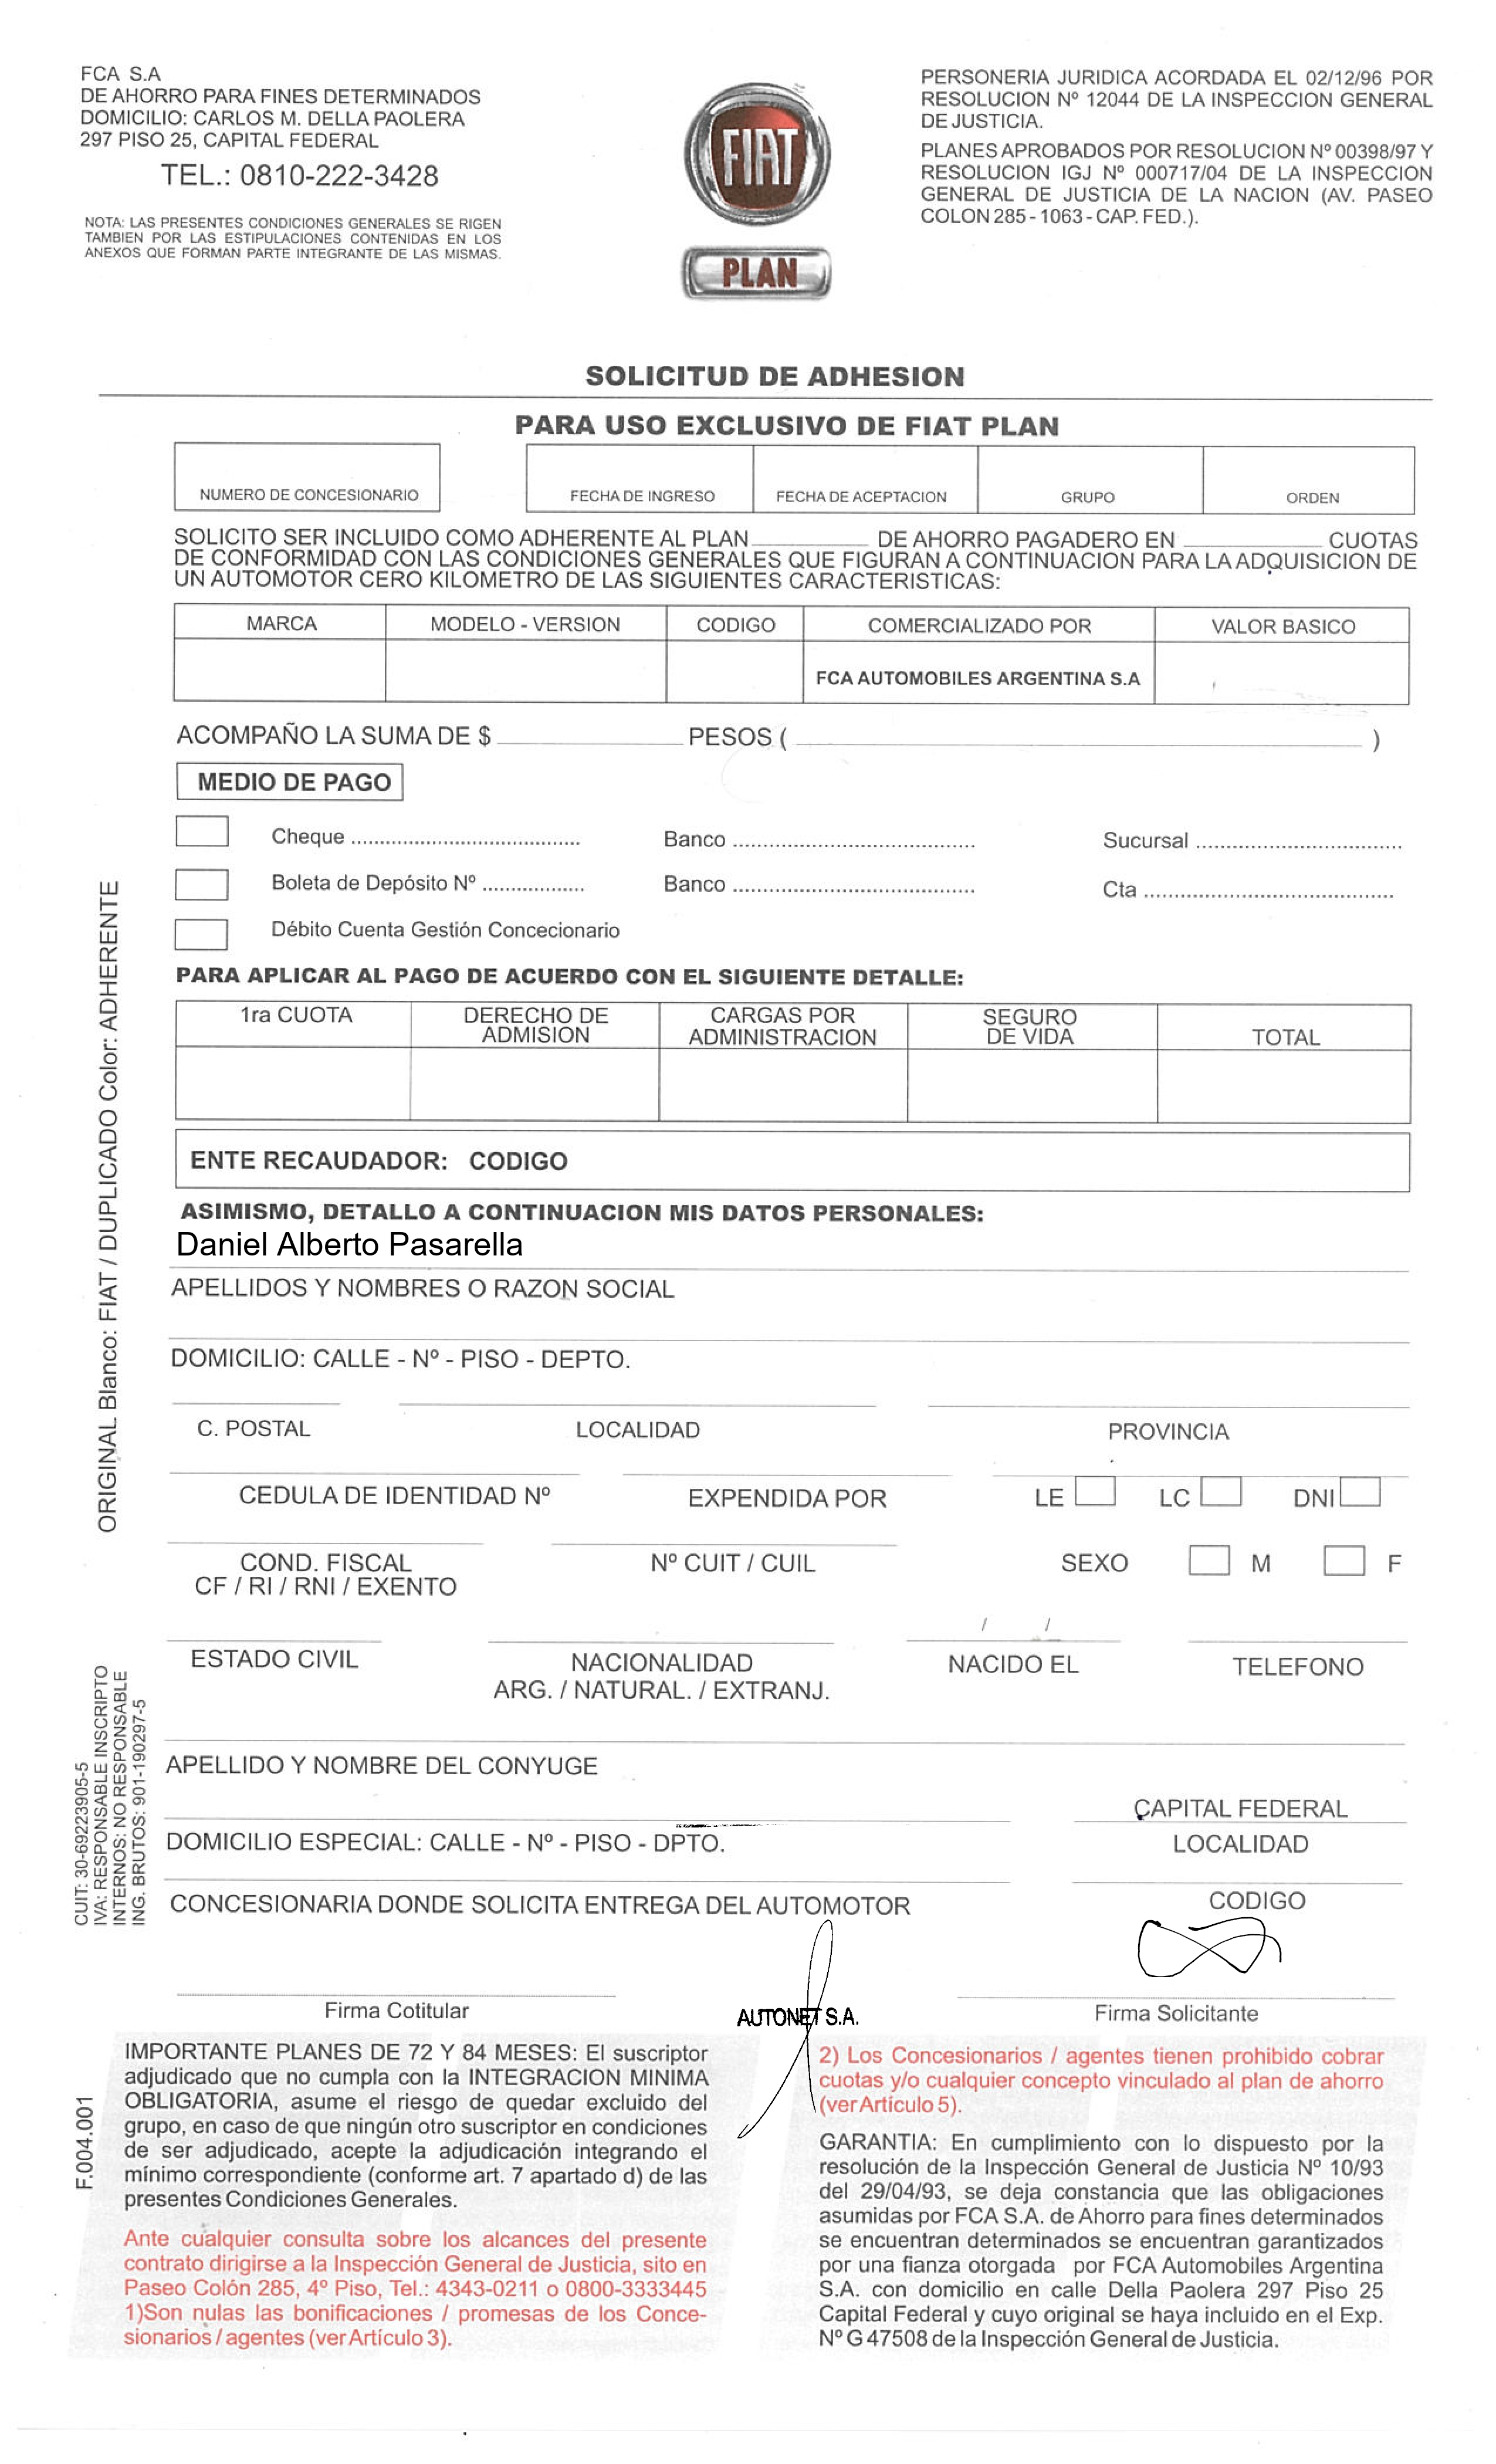 FCA S.A
DE AHORRO PARA FINES DETERMINADOS
DOMICILIO: CARLOS M. DELLA PAOLERA
297 PISO 25, CAPITAL FEDERAL
TEL.: 0810-222-3428
NOTA: LAS PRESENTES CONDICIONES GENERALES SE RIGEN
TAMBIEN POR LAS ESTIPULACIONES CONTENIDAS EN LOS
ANEXOS QUE FORMAN PARTE INTEGRANTE DE LAS MISMAS.
FIAT
PLAN
PERSONERIA JURIDICA ACORDADA EL 02/12/96 POR
RESOLUCION Nº 12044 DE LA INSPECCION GENERAL
DE JUSTICIA.
PLANES APROBADOS POR RESOLUCION Nº 00398/97 Y
RESOLUCION IGJ Nº 000717/04 DE LA INSPECCION
GENERAL DE JUSTICIA DE LA NACION (AV. PASEO
COLON 285 - 1063 - CAP. FED.).
SOLICITUD DE ADHESION
PARA USO EXCLUSIVO DE FIAT PLAN
NUMERO DE CONCESIONARIO FECHA DE INGRESO FECHA DE ACEPTACION GRUPO ORDEN
SOLICITO SER INCLUIDO COMO ADHERENTE AL PLAN__________ DE AHORRO PAGADERO EN ____________ CUOTAS
DE CONFORMIDAD CON LAS CONDICIONES GENERALES QUE FIGURAN A CONTINUACION PARA LA ADQUISICION DE
UN AUTOMOTOR CERO KILOMETRO DE LAS SIGUIENTES CARACTERISTICAS:
MARCA MODELO - VERSION CODIGO COMERCIALIZADO POR VALOR BASICO
FCA AUTOMOBILES ARGENTINA S.A
ACOMPAÑO LA SUMA DE $ ________________ PESOS ( ________________________________ )
MEDIO DE PAGO
Cheque ...................................... Banco ........................................ Sucursal ..................................
Boleta de Depósito Nº ................. Banco ........................................ Cta .........................................
Débito Cuenta Gestión Concecionario
PARA APLICAR AL PAGO DE ACUERDO CON EL SIGUIENTE DETALLE:
1ra CUOTA DERECHO DE CARGAS POR SEGURO
ADMISION ADMINISTRACION DE VIDA TOTAL
ENTE RECAUDADOR: CODIGO
ASIMISMO, DETALLO A CONTINUACION MIS DATOS PERSONALES:
Daniel Alberto Pasarella
APELLIDOS Y NOMBRES O RAZON SOCIAL
DOMICILIO: CALLE - Nº - PISO - DEPTO.
C. POSTAL LOCALIDAD PROVINCIA
CEDULA DE IDENTIDAD Nº EXPENDIDA POR LE LC DNI
COND. FISCAL Nº CUIT / CUIL SEXO M F
CF / RI / RNI / EXENTO
/ /
ESTADO CIVIL NACIONALIDAD NACIDO EL TELEFONO
ARG. / NATURAL. / EXTRANJ.
APELLIDO Y NOMBRE DEL CONYUGE
CAPITAL FEDERAL
DOMICILIO ESPECIAL: CALLE - Nº - PISO - DPTO. LOCALIDAD
CONCESIONARIA DONDE SOLICITA ENTREGA DEL AUTOMOTOR CODIGO
Firma Cotitular AUTONET S.A. Firma Solicitante
IMPORTANTE PLANES DE 72 Y 84 MESES: El suscriptor
adjudicado que no cumpla con la INTEGRACION MINIMA
OBLIGATORIA, asume el riesgo de quedar excluido del
grupo, en caso de que ningún otro suscriptor en condiciones
de ser adjudicado, acepte la adjudicación integrando el
mínimo correspondiente (conforme art. 7 apartado d) de las
presentes Condiciones Generales.
Ante cualquier consulta sobre los alcances del presente
contrato dirigirse a la Inspección General de Justicia, sito en
Paseo Colón 285, 4º Piso, Tel.: 4343-0211 o 0800-3333445
1)Son nulas las bonificaciones / promesas de los Conce-
sionarios / agentes (ver Artículo 3).
2) Los Concesionarios / agentes tienen prohibido cobrar
cuotas y/o cualquier concepto vinculado al plan de ahorro
(ver Artículo 5).
GARANTIA: En cumplimiento con lo dispuesto por la
resolución de la Inspección General de Justicia Nº 10/93
del 29/04/93, se deja constancia que las obligaciones
asumidas por FCA S.A. de Ahorro para fines determinados
se encuentran determinados se encuentran garantizados
por una fianza otorgada por FCA Automobiles Argentina
S.A. con domicilio en calle Della Paolera 297 Piso 25
Capital Federal y cuyo original se haya incluido en el Exp.
Nº G 47508 de la Inspección General de Justicia.
ORIGINAL Blanco: FIAT / DUPLICADO Color: ADHERENTE
CUIT: 30-69223905-5
IVA: RESPONSABLE INSCRIPTO
INTERNOS: NO RESPONSABLE
ING. BRUTOS: 901-190297-5
F.004.001